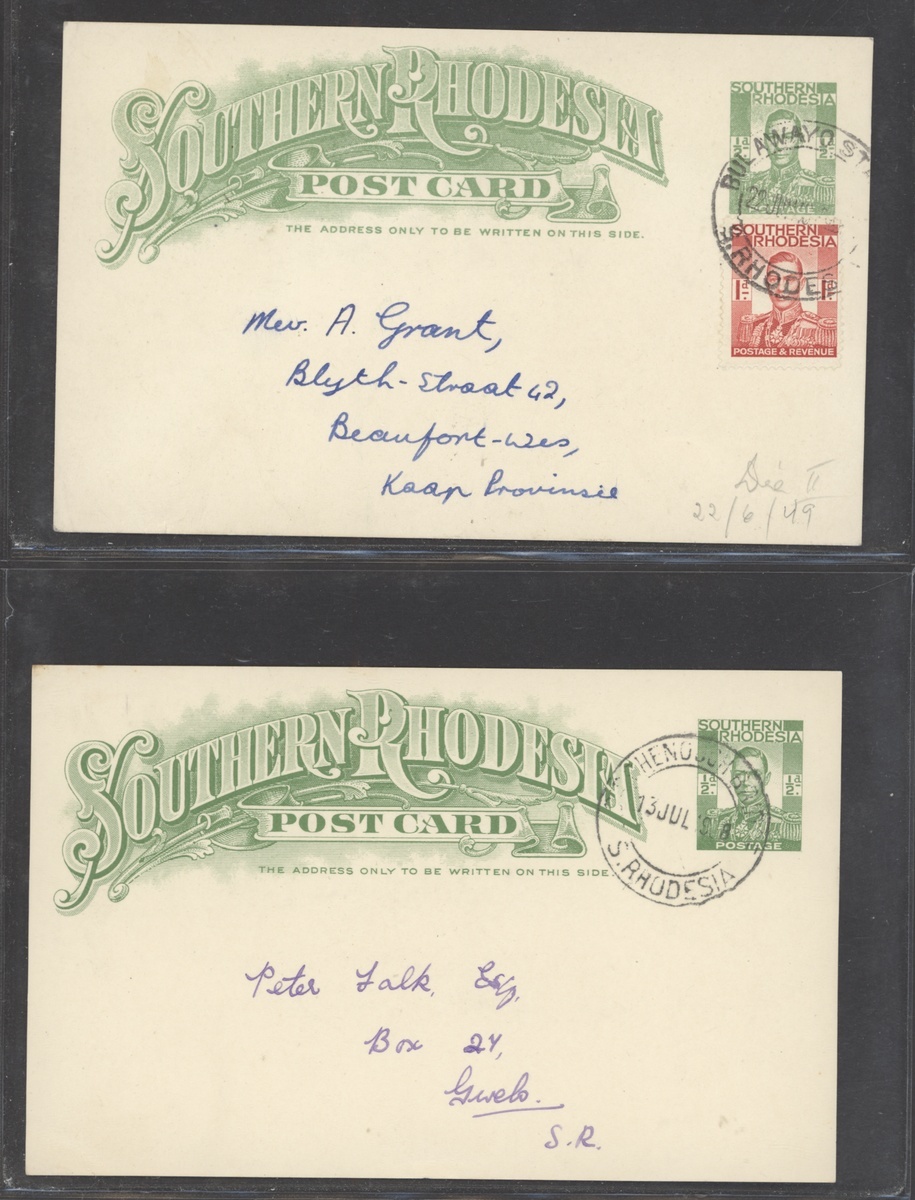 SOUTHERN RHODESIA
POST CARD
THE ADDRESS ONLY TO BE WRITTEN ON THIS SIDE.
SOUTHERN RHODESIA
½d ½d
BULAWAYO ST
S. RHODE
SOUTHERN RHODESIA
1d 1d
POSTAGE & REVENUE
Mev. A. Grant,
Blyth-Straat 42,
Beaufort-Wes,
Kaap Provinsie
Die II
22/6/49
SOUTHERN RHODESIA
POST CARD
THE ADDRESS ONLY TO BE WRITTEN ON THIS SIDE.
SOUTHERN RHODESIA
½d ½d
POSTAGE
13 JUL
S. RHODESIA
Peter Falk, Esq,
Box 24,
Gwelo.
S.R.